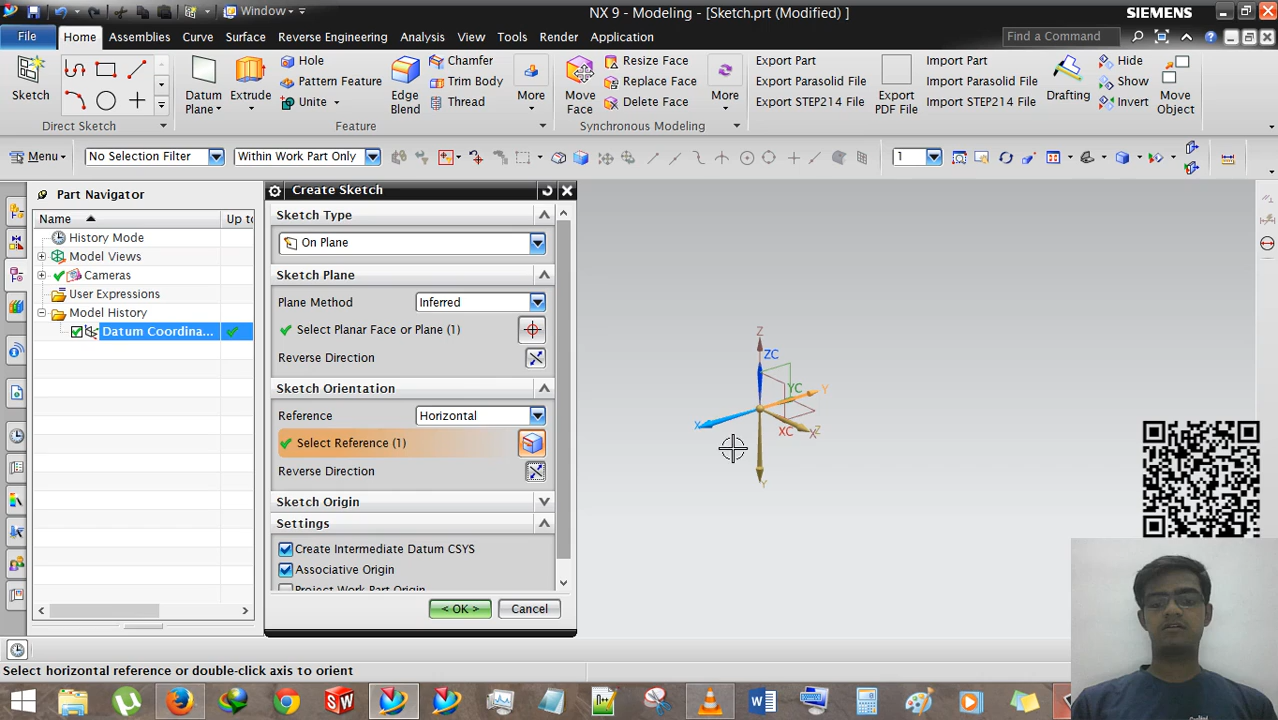 Window
NX 9 - Modeling - [Sketch.prt (Modified) ]
SIEMENS
File Home Assemblies Curve Surface Reverse Engineering Analysis View Tools Render Application
Find a Command
Hole
Chamfer
Resize Face
Export Part
Import Part
Hide
Pattern Feature
Trim Body
Replace Face
Export Parasolid File
Import Parasolid File
Show
Unite
Thread
Delete Face
Export STEP214 File
Import STEP214 File
Invert
Sketch
Datum Plane
Extrude
Edge Blend
More
Move Face
More
Export PDF File
Drafting
Move Object
Direct Sketch
Feature
Synchronous Modeling
Menu
No Selection Filter
Within Work Part Only
1
Part Navigator
Name
Up to
History Mode
Model Views
Cameras
User Expressions
Model History
Datum Coordina...
Create Sketch
Sketch Type
On Plane
Sketch Plane
Plane Method
Inferred
Select Planar Face or Plane (1)
Reverse Direction
Sketch Orientation
Reference
Horizontal
Select Reference (1)
Reverse Direction
Sketch Origin
Settings
Create Intermediate Datum CSYS
Associative Origin
Project Work Part Origin
< OK >
Cancel
Z
ZC
YC
Y
X
XC
X
Z
Y
Select horizontal reference or double-click axis to orient